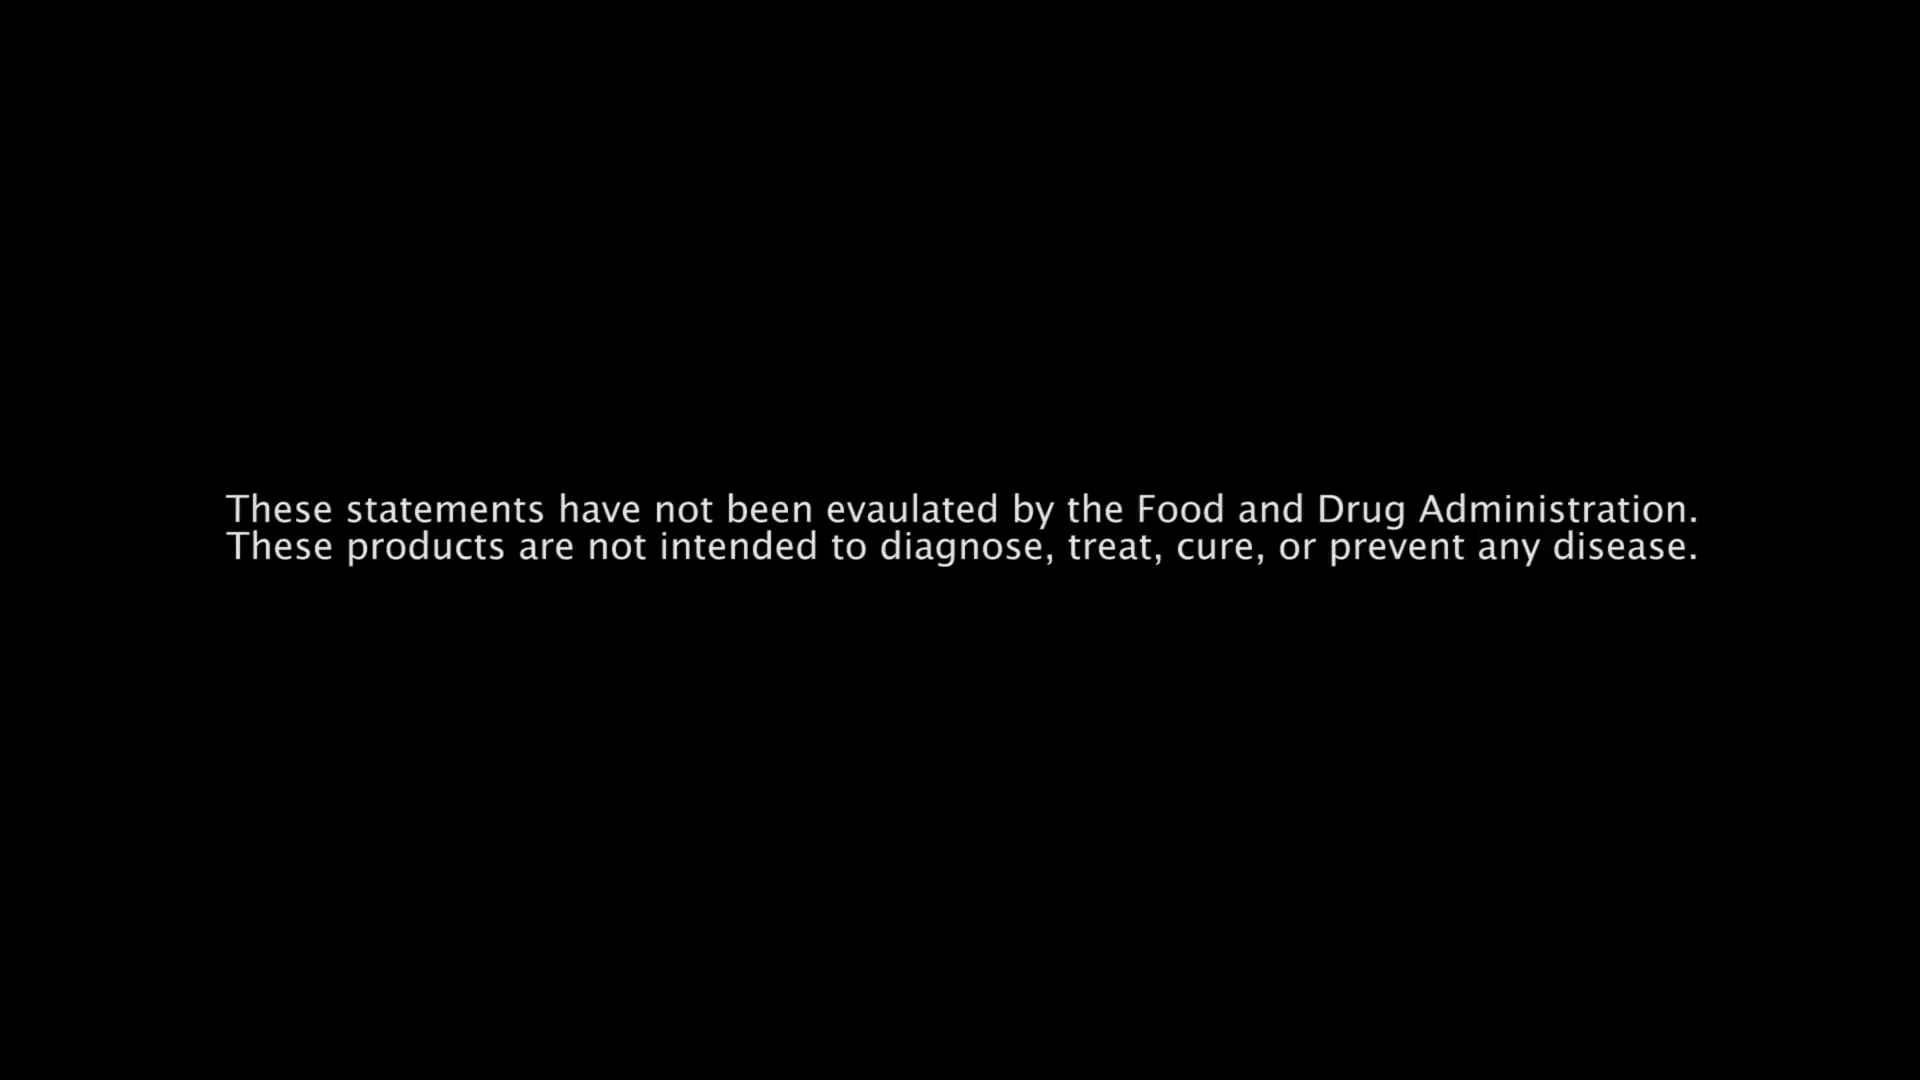 These statements have not been evaulated by the Food and Drug Administration.
These products are not intended to diagnose, treat, cure, or prevent any disease.